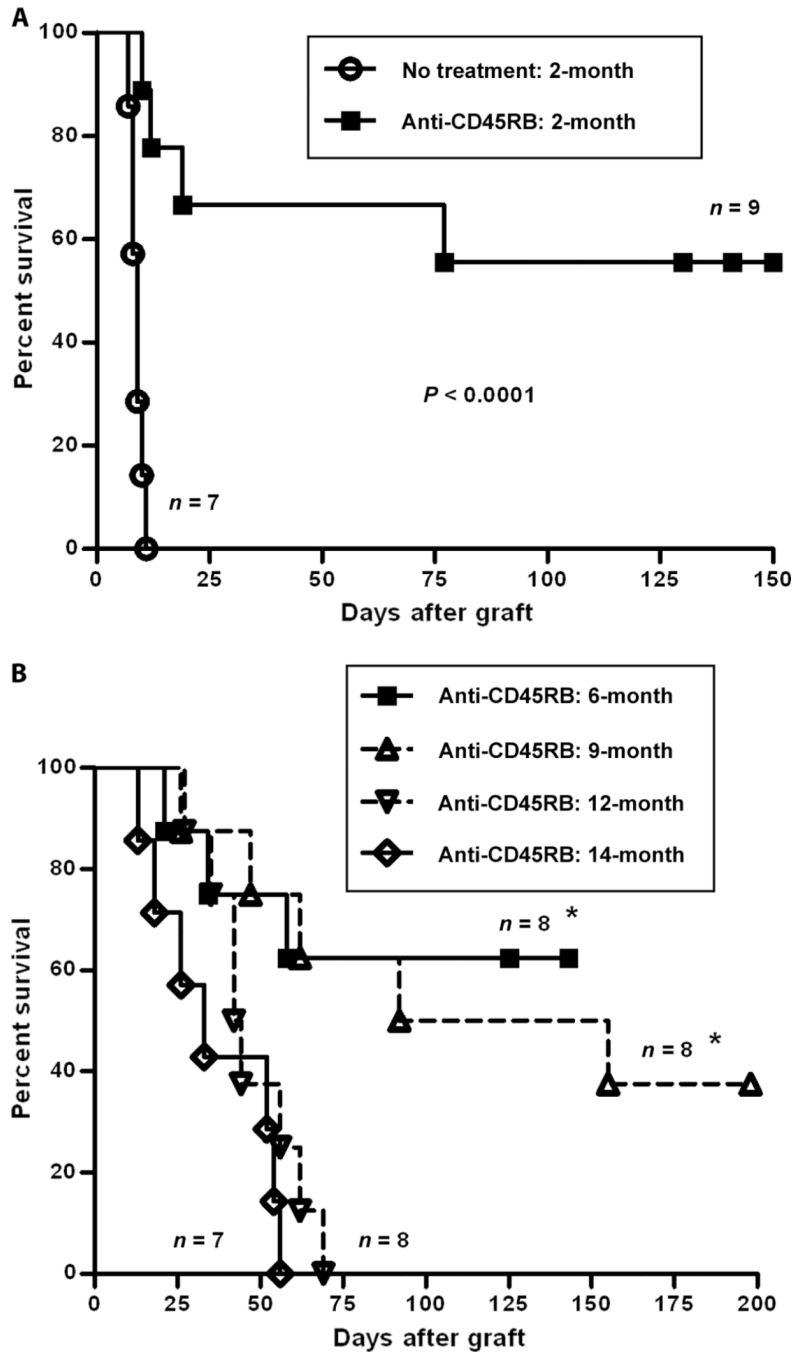 A
100
80
60
40
20
0
Percent survival
No treatment: 2-month
Anti-CD45RB: 2-month
n = 9
P < 0.0001
n = 7
0 25 50 75 100 125 150
Days after graft
B
Anti-CD45RB: 6-month
Anti-CD45RB: 9-month
Anti-CD45RB: 12-month
Anti-CD45RB: 14-month
100
80
60
40
20
0
Percent survival
n = 8 *
n = 8 *
n = 7
n = 8
0 25 50 75 100 125 150 175 200
Days after graft